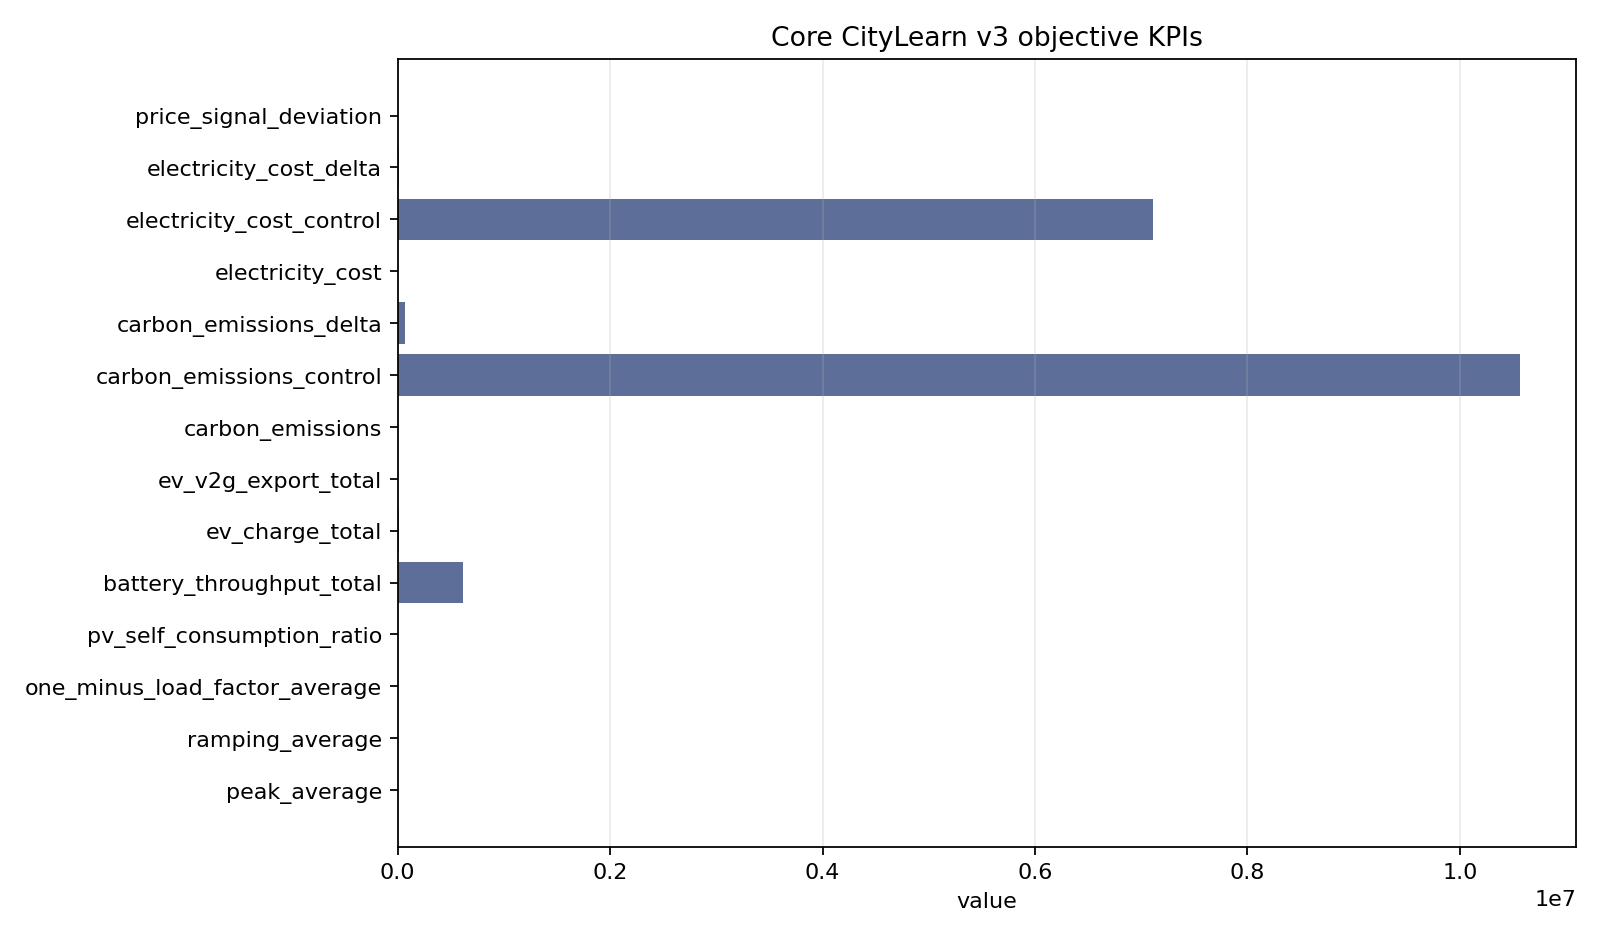 Core CityLearn v3 objective KPIs
price_signal_deviation
electricity_cost_delta
electricity_cost_control
electricity_cost
carbon_emissions_delta
carbon_emissions_control
carbon_emissions
ev_v2g_export_total
ev_charge_total
battery_throughput_total
pv_self_consumption_ratio
one_minus_load_factor_average
ramping_average
peak_average
0.0 0.2 0.4 0.6 0.8 1.0
value
1e7